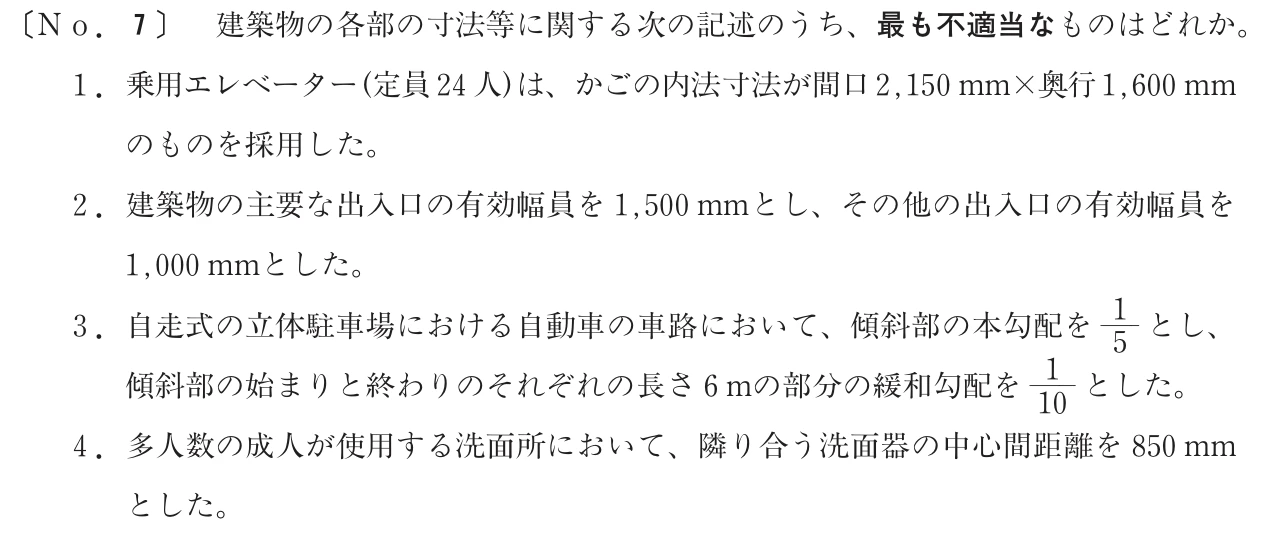 〔Ｎｏ．７〕　建築物の各部の寸法等に関する次の記述のうち、最も不適当なものはどれか。
１．乗用エレベーター(定員24人)は、かごの内法寸法が間口2,150 mm×奥行1,600 mm
のものを採用した。
２．建築物の主要な出入口の有効幅員を1,500 mmとし、その他の出入口の有効幅員を
1,000 mmとした。
３．自走式の立体駐車場における自動車の車路において、傾斜部の本勾配を1/5とし、
傾斜部の始まりと終わりのそれぞれの長さ6 mの部分の緩和勾配を1/10とした。
４．多人数の成人が使用する洗面所において、隣り合う洗面器の中心間距離を850 mm
とした。